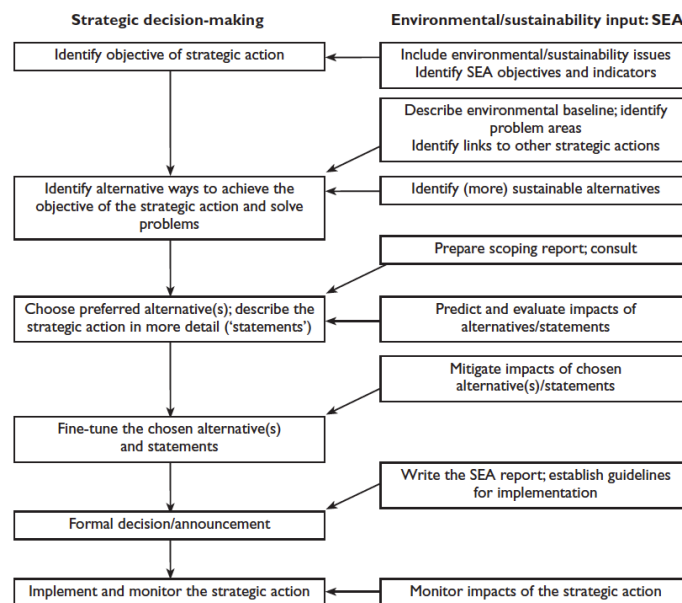 Strategic decision-making
Environmental/sustainability input: SEA
Identify objective of strategic action
Include environmental/sustainability issues
Identify SEA objectives and indicators
Describe environmental baseline; identify
problem areas
Identify links to other strategic actions
Identify alternative ways to achieve the
objective of the strategic action and solve
problems
Identify (more) sustainable alternatives
Prepare scoping report; consult
Choose preferred alternative(s); describe the
strategic action in more detail (‘statements’)
Predict and evaluate impacts of
alternatives/statements
Mitigate impacts of chosen
alternative(s)/statements
Fine-tune the chosen alternative(s)
and statements
Write the SEA report; establish guidelines
for implementation
Formal decision/announcement
Implement and monitor the strategic action
Monitor impacts of the strategic action